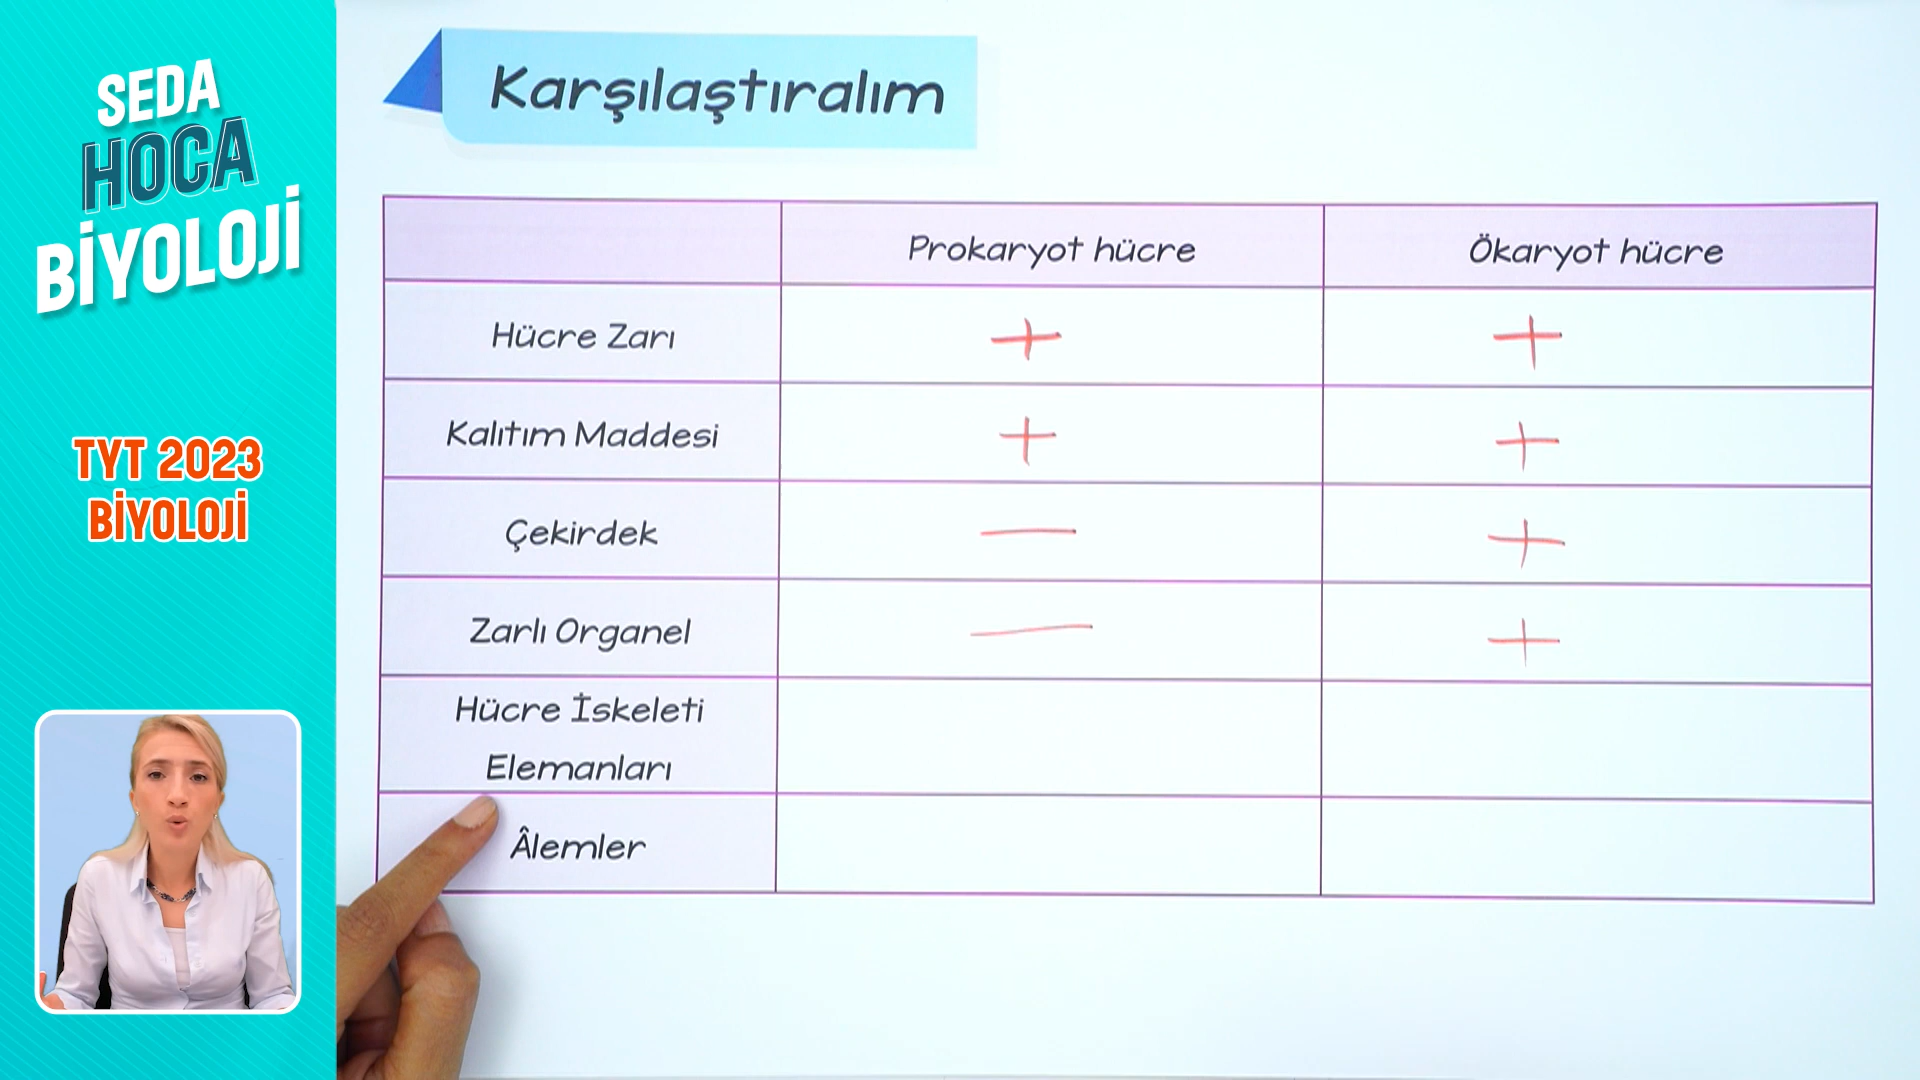 SEDA
HOCA
BİYOLOJİ
TYT 2023
BİYOLOJİ
Karşılaştıralım
Prokaryot hücre Ökaryot hücre
Hücre Zarı + +
Kalıtım Maddesi + +
Çekirdek — +
Zarlı Organel — +
Hücre İskeleti
Elemanları
Âlemler